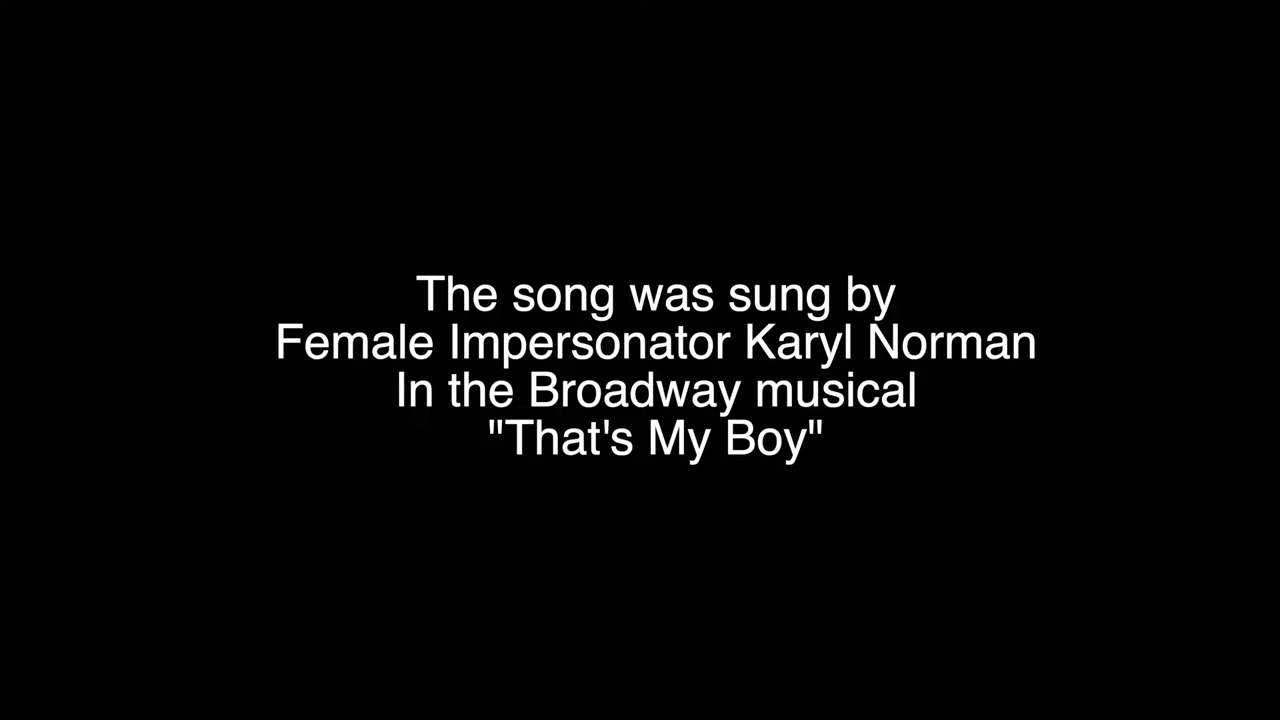 The song was sung by
Female Impersonator Karyl Norman
In the Broadway musical
"That's My Boy"